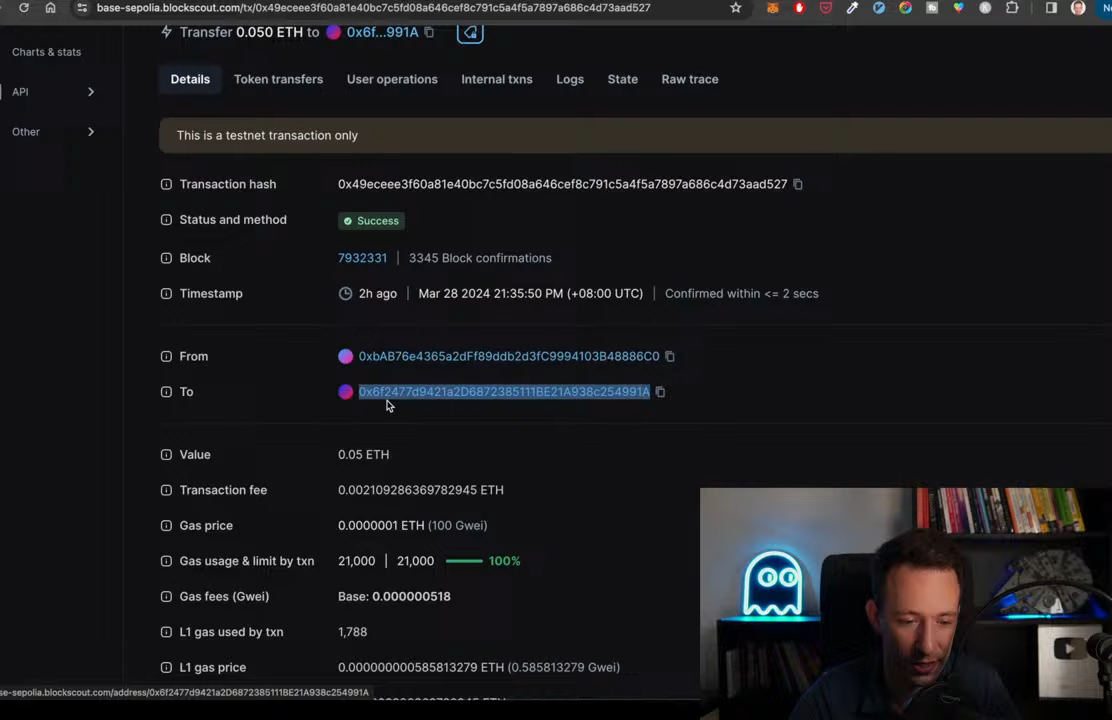 base-sepolia.blockscout.com/tx/0x49eceee3f60a81e40bc7c5fd08a646cef8c791c5a4f5a7897a686c4d73aad527
Transfer 0.050 ETH to 0x6f...991A
Charts & stats
API
Other
Details Token transfers User operations Internal txns Logs State Raw trace
This is a testnet transaction only
Transaction hash 0x49eceee3f60a81e40bc7c5fd08a646cef8c791c5a4f5a7897a686c4d73aad527
Status and method Success
Block 7932331 | 3345 Block confirmations
Timestamp 2h ago | Mar 28 2024 21:35:50 PM (+08:00 UTC) | Confirmed within <= 2 secs
From 0xbAB76e4365a2dFf89ddb2d3fC9994103B48886C0
To 0x6f2477d9421a2D6872385111BE21A938c254991A
Value 0.05 ETH
Transaction fee 0.002109286369782945 ETH
Gas price 0.0000001 ETH (100 Gwei)
Gas usage & limit by txn 21,000 | 21,000 100%
Gas fees (Gwei) Base: 0.000000518
L1 gas used by txn 1,788
L1 gas price 0.000000000585813279 ETH (0.585813279 Gwei)
se-sepolia.blockscout.com/address/0x6f2477d9421a2D6872385111BE21A938c254991A